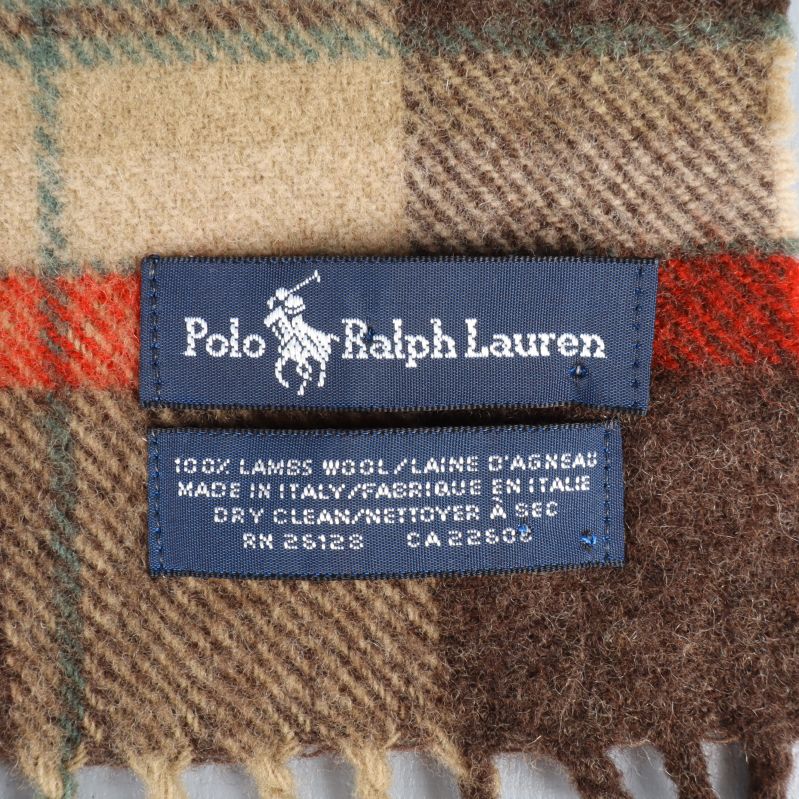 Polo Ralph Lauren
100% LAMBS WOOL/LAINE D'AGNEAU
MADE IN ITALY/FABRIQUE EN ITALIE
DRY CLEAN/NETTOYER À SEC
RN 26128 CA 22608